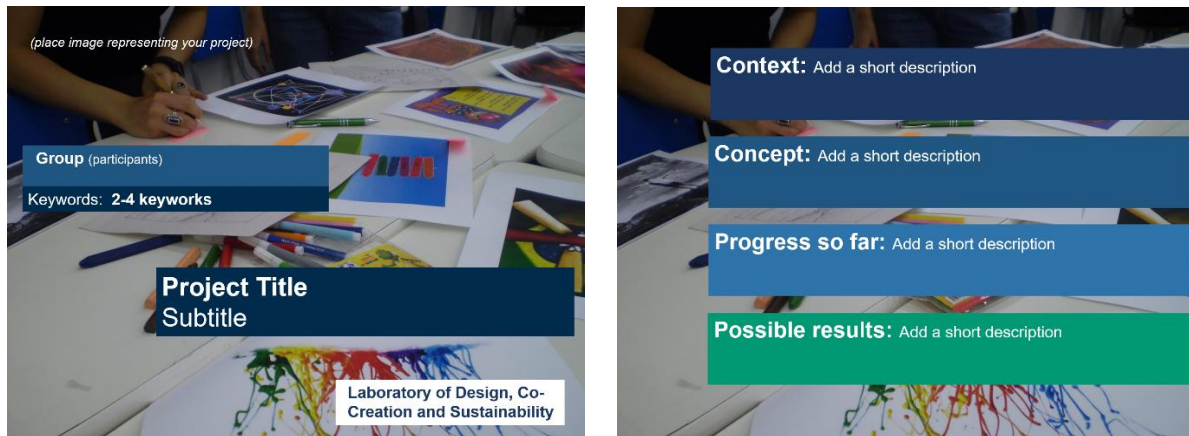 (place image representing your project)
Group (participants)
Keywords: 2-4 keyworks
Project Title
Subtitle
Laboratory of Design, Co-
Creation and Sustainability
Context: Add a short description
Concept: Add a short description
Progress so far: Add a short description
Possible results: Add a short description